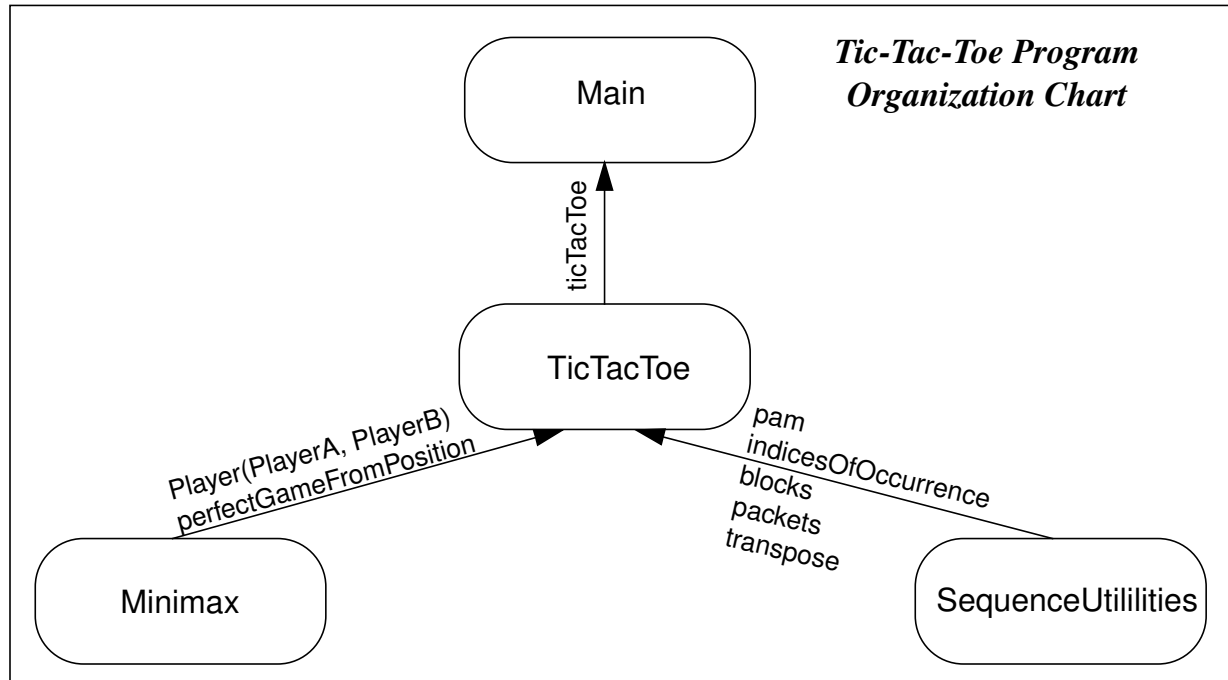 Tic-Tac-Toe Program
Organization Chart
Main
ticTacToe
TicTacToe
Player(PlayerA, PlayerB)
perfectGameFromPosition
pam
indicesOfOccurrence
blocks
packets
transpose
Minimax
SequenceUtililities